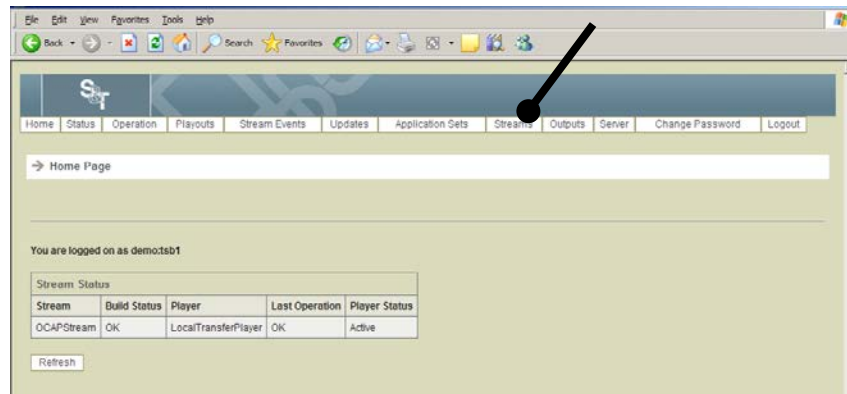 File Edit View Favorites Tools Help
Back Search Favorites
S&T
Home Status Operation Playouts Stream Events Updates Application Sets Streams Outputs Server Change Password Logout
Home Page
You are logged on as demo:tsb1
Stream Status
Stream Build Status Player Last Operation Player Status
OCAPStream OK LocalTransferPlayer OK Active
Refresh